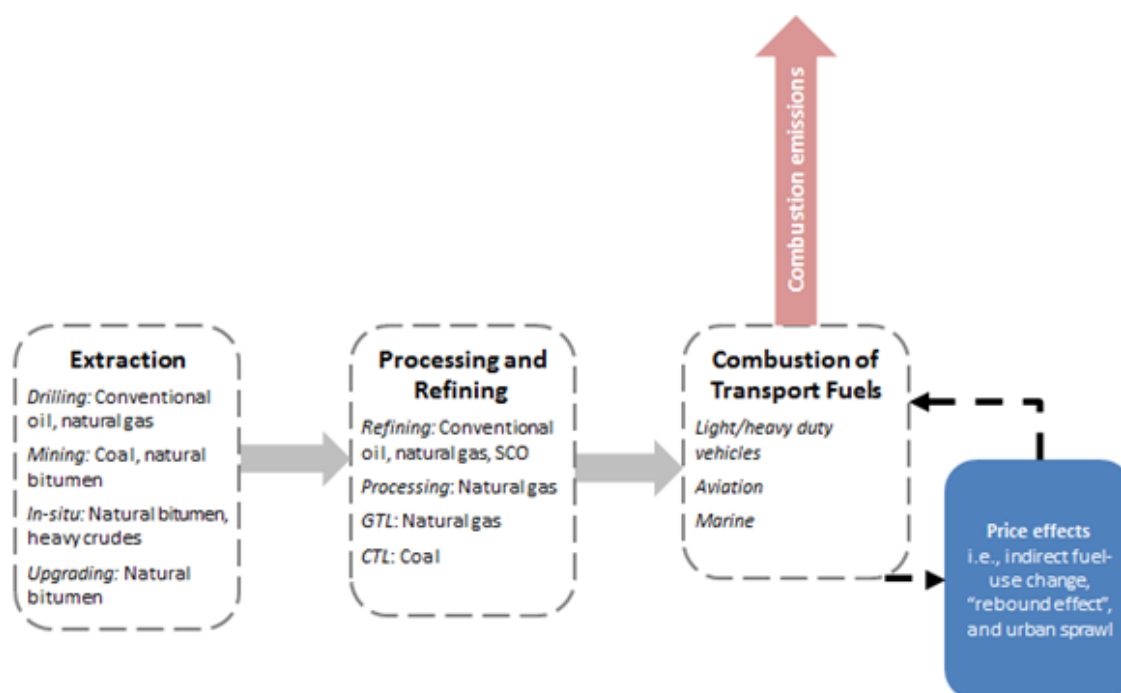 Combustion emissions
Extraction
Drilling: Conventional
oil, natural gas
Mining: Coal, natural
bitumen
In-situ: Natural bitumen,
heavy crudes
Upgrading: Natural
bitumen
Processing and
Refining
Refining: Conventional
oil, natural gas, SCO
Processing: Natural gas
GTL: Natural gas
CTL: Coal
Combustion of
Transport Fuels
Light/heavy duty
vehicles
Aviation
Marine
Price effects
i.e., indirect fuel-
use change,
“rebound effect”,
and urban sprawl